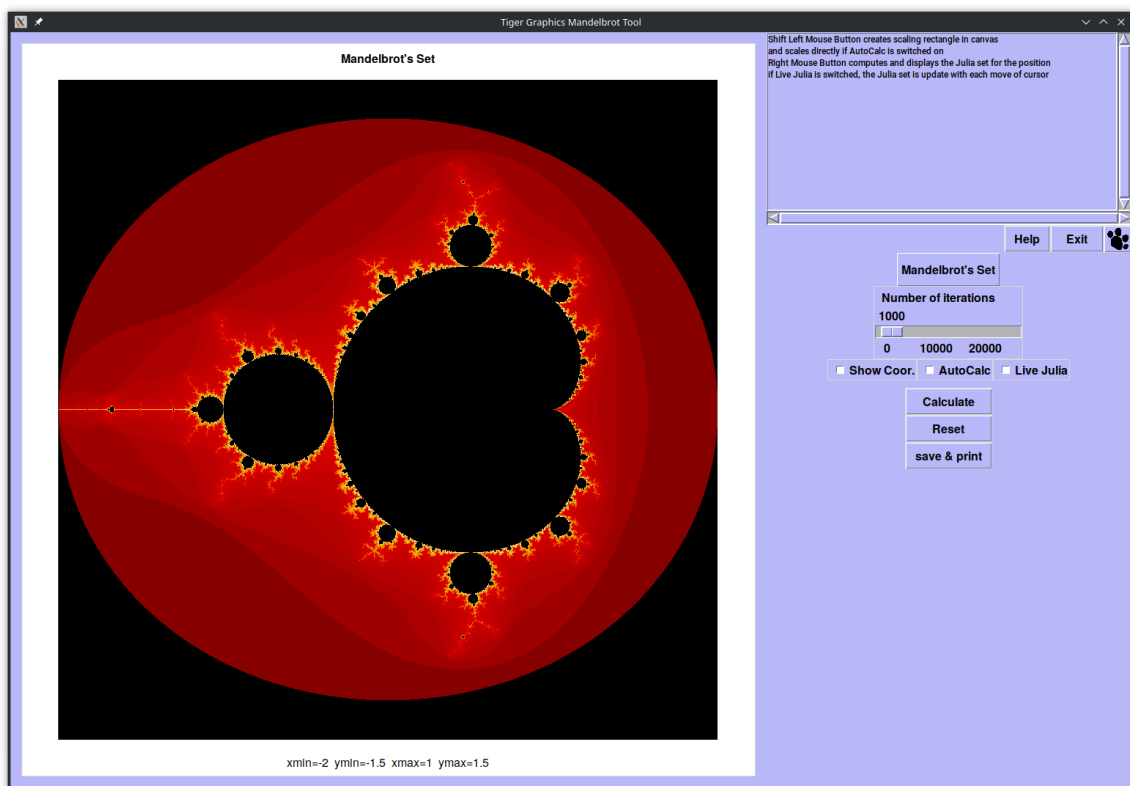 Tiger Graphics Mandelbrot Tool
Mandelbrot's Set
xmin=-2 ymin=-1.5 xmax=1 ymax=1.5
Shift Left Mouse Button creates scaling rectangle in canvas
and scales directly if AutoCalc is switched on
Right Mouse Button computes and displays the Julia set for the position
if Live Julia is switched, the Julia set is update with each move of cursor
Help Exit
Mandelbrot's Set
Number of iterations
1000
0 10000 20000
Show Coor. AutoCalc Live Julia
Calculate
Reset
save & print